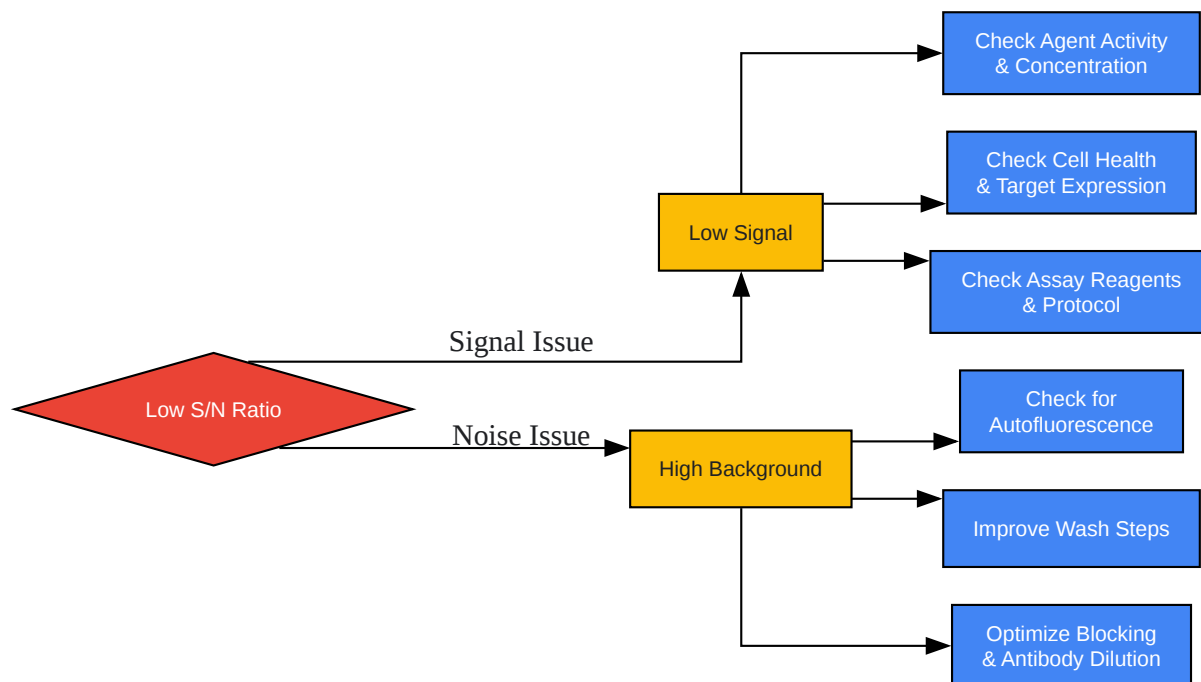 Check Agent Activity
& Concentration
Check Cell Health
& Target Expression
Low Signal
Check Assay Reagents
& Protocol
Signal Issue
Low S/N Ratio
Noise Issue
Check for
Autofluorescence
High Background
Improve Wash Steps
Optimize Blocking
& Antibody Dilution